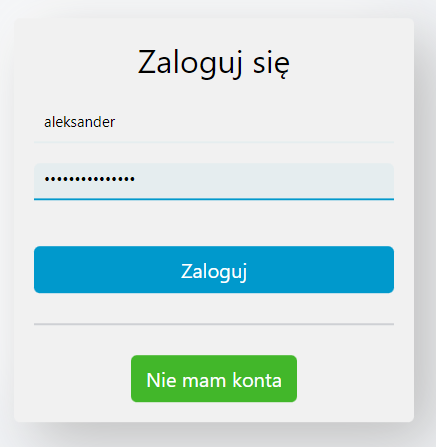 Zaloguj się
aleksander
•••••••••••••••
Zaloguj
Nie mam konta